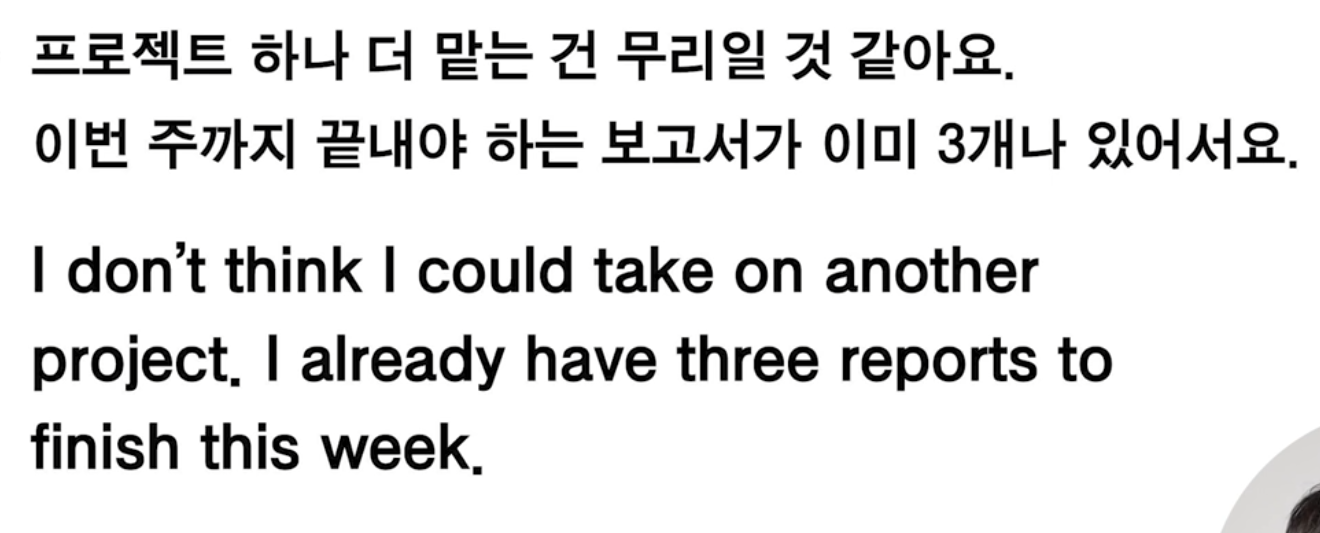 프로젝트 하나 더 맡는 건 무리일 것 같아요.
이번 주까지 끝내야 하는 보고서가 이미 3개나 있어서요.
I don’t think I could take on another
project. I already have three reports to
finish this week.